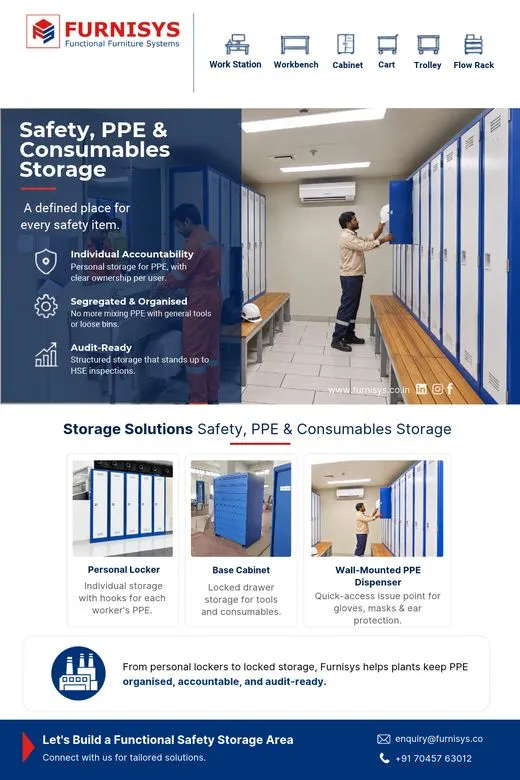 FURNISYS
Functional Furniture Systems
Work Station
Workbench
Cabinet
Cart
Trolley
Flow Rack
Safety, PPE &
Consumables
Storage
A defined place for
every safety item.
Individual Accountability
Personal storage for PPE, with
clear ownership per user.
Segregated & Organised
No more mixing PPE with general tools
or loose bins.
Audit-Ready
Structured storage that stands up to
HSE inspections.
www.furnisys.co.in
Storage Solutions Safety, PPE & Consumables Storage
Personal Locker
Individual storage
with hooks for each
worker's PPE.
Base Cabinet
Locked drawer
storage for tools
and consumables.
Wall-Mounted PPE
Dispenser
Quick-access issue point for
gloves, masks & ear
protection.
From personal lockers to locked storage, Furnisys helps plants keep PPE
organised, accountable, and audit-ready.
Let's Build a Functional Safety Storage Area
Connect with us for tailored solutions.
enquiry@furnisys.co
+91 70457 63012